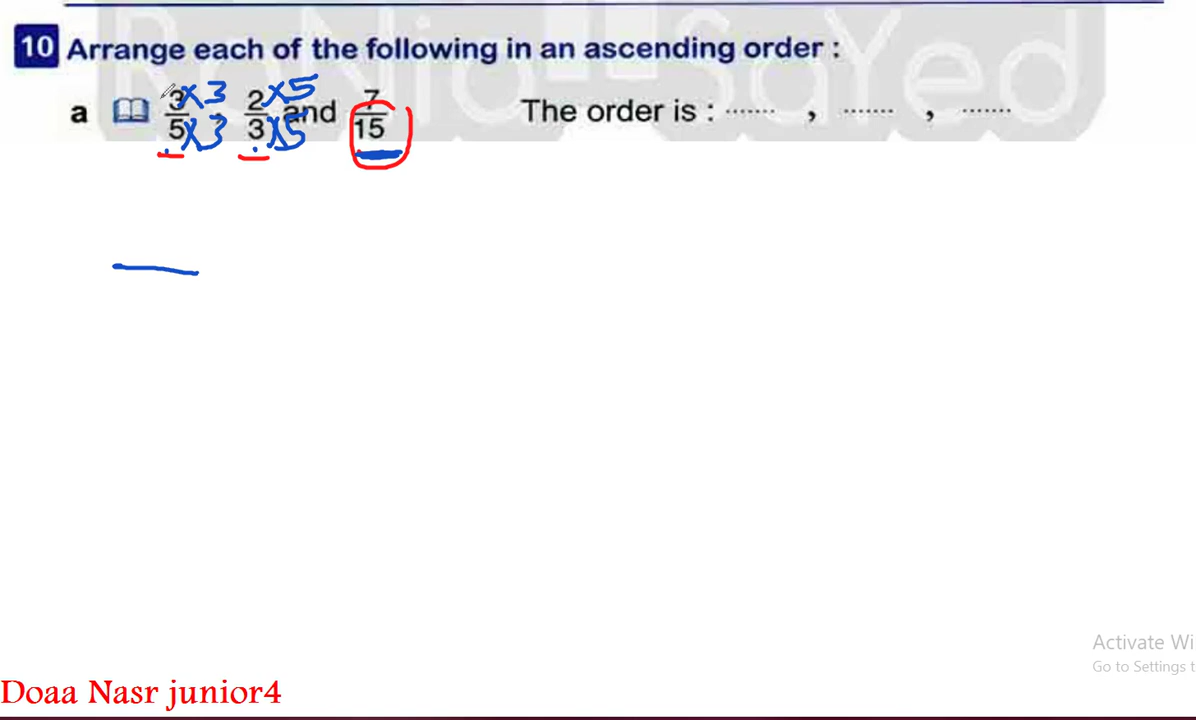 10 Arrange each of the following in an ascending order :
a 3/5 ×3/×3 2/3 ×5/×5 and 7/15 The order is : ....... , ....... , .......
Activate Wi
Go to Settings t
Doaa Nasr junior4